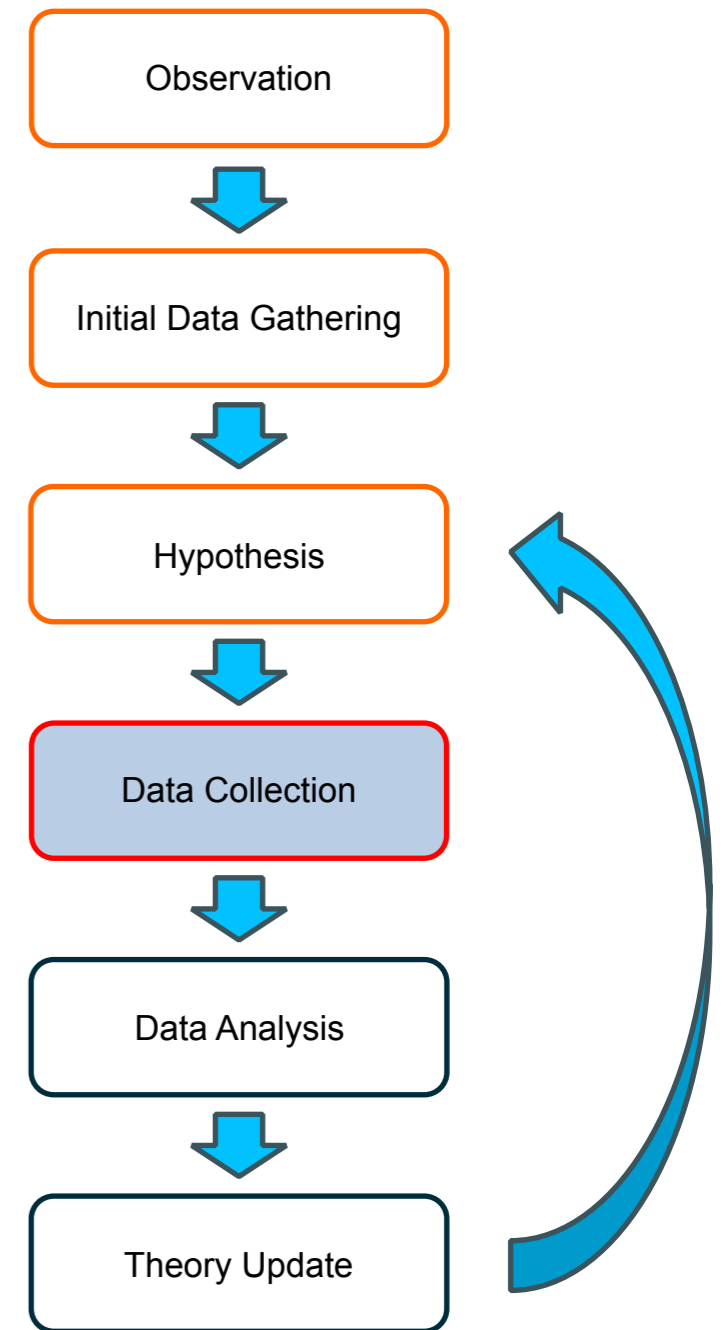 Observation
Initial Data Gathering
Hypothesis
Data Collection
Data Analysis
Theory Update